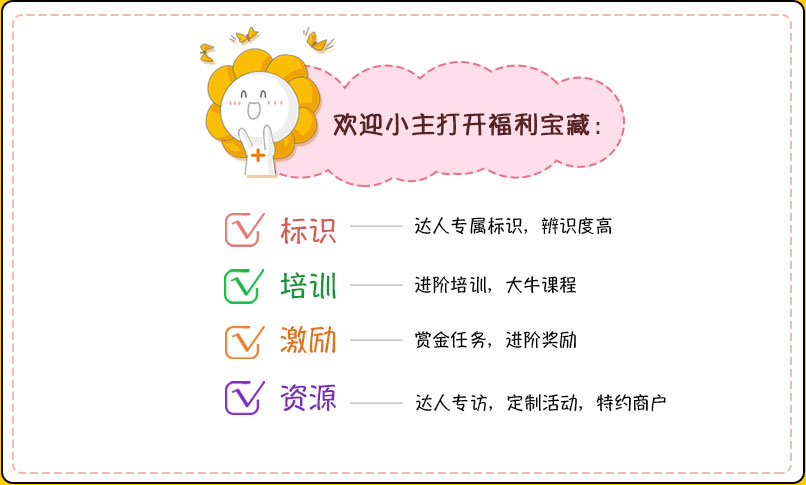 欢迎小主打开福利宝藏：
标识 达人专属标识，辨识度高
培训 进阶培训，大牛课程
激励 赏金任务，进阶奖励
资源 达人专访，定制活动，特约商户